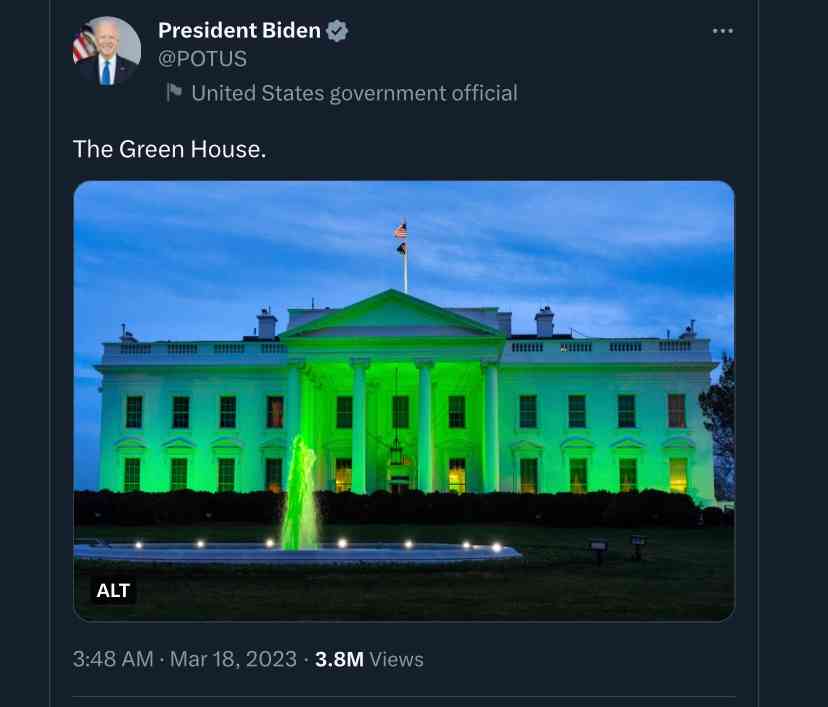 President Biden
@POTUS
United States government official
The Green House.
ALT
3:48 AM · Mar 18, 2023 · 3.8M Views